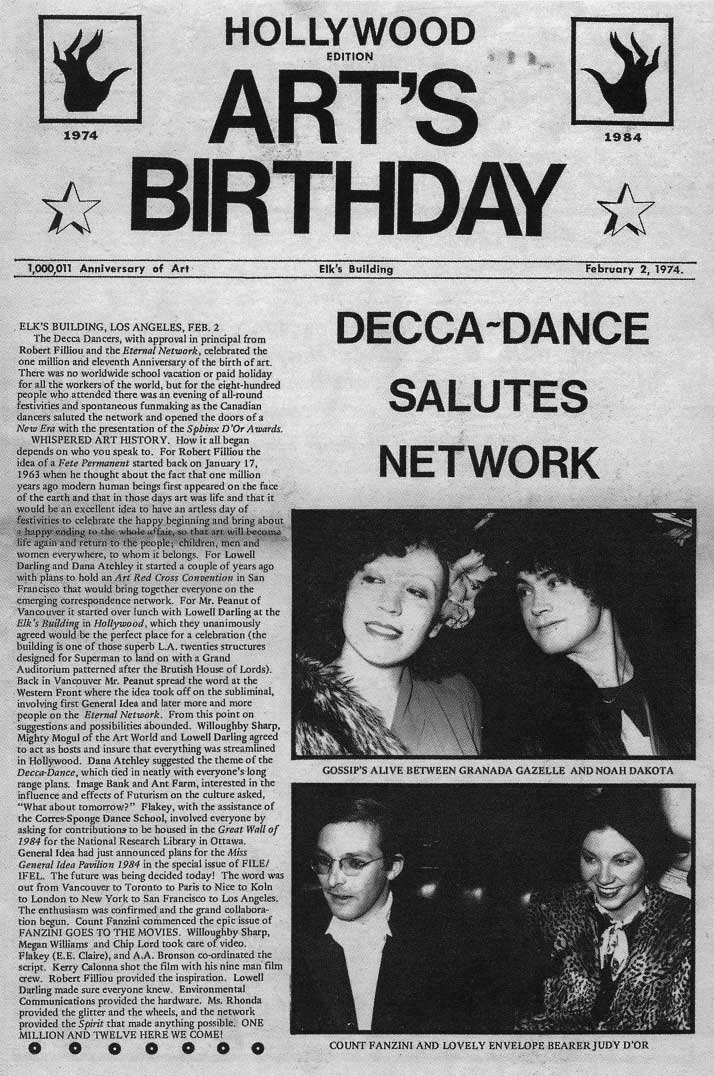 HOLLYWOOD
EDITION
ART'S
BIRTHDAY
1974
1984
1,000,011 Anniversary of Art
Elk's Building
February 2, 1974.
ELK'S BUILDING, LOS ANGELES, FEB. 2
The Decca Dancers, with approval in principal from
Robert Filliou and the Eternal Network, celebrated the
one million and eleventh Anniversary of the birth of art.
There was no worldwide school vacation or paid holiday
for all the workers of the world, but for the eight-hundred
people who attended there was an evening of all-round
festivities and spontaneous funmaking as the Canadian
dancers saluted the network and opened the doors of a
New Era with the presentation of the Sphinx D'Or Awards.
WHISPERED ART HISTORY. How it all began
depends on who you speak to. For Robert Filliou the
idea of a Fete Permanent started back on January 17,
1963 when he thought about the fact that one million
years ago modern human beings first appeared on the face
of the earth and that in those days art was life and that it
would be an excellent idea to have an artless day of
festivities to celebrate the happy beginning and bring about
a happy ending to the whole affair, so that art will become
life again and return to the people; children, men and
women everywhere, to whom it belongs. For Lowell
Darling and Dana Atchley it started a couple of years ago
with plans to hold an Art Red Cross Convention in San
Francisco that would bring together everyone on the
emerging correspondence network. For Mr. Peanut of
Vancouver it started over lunch with Lowell Darling at the
Elk's Building in Hollywood, which they unanimously
agreed would be the perfect place for a celebration (the
building is one of those superb L.A. twenties structures
designed for Superman to land on with a Grand
Auditorium patterned after the Brutish House of Lords).
Back in Vancouver Mr. Peanut spread the word at the
Western Front where the idea took off on the subliminal,
involving first General Idea and later more and more
people on the Eternal Network. From this point on
suggestions and possibilities abounded. Willoughby Sharp,
Mighty Mogul of the Art World and Lowell Darling agreed
to act as hosts and insure that everything was streamlined
in Hollywood. Dana Atchley suggested the theme of the
Decca-Dance, which tied in neatly with everyone's long
range plans. Image Bank and Ant Farm, interested in the
influence and effects of Futurism on the culture asked,
"What about tomorrow?" Flakey, with the assistance of
the Corres-Sponge Dance School, involved everyone by
asking for contributions to be housed in the Great Wall of
1984 for the National Research Library in Ottawa.
General Idea had just announced plans for the Miss
General Idea Pavilion 1984 in the special issue of FILE/
IFEL. The future was being decided today! The word was
out from Vancouver to Toronto to Paris to Nice to Koln
to London to New York to San Francisco to Los Angeles.
The enthusiasm was confirmed and the grand collabora-
tion begun. Count Fanzini commenced the epic issue of
FANZINI GOES TO THE MOVIES. Willoughby Sharp,
Megan Williams and Chip Lord took care of video.
Flakey (E.E. Claire), and A.A. Bronson co-ordinated the
script. Kerry Calonna shot the film with his nine man film
crew. Robert Filliou provided the inspiration. Lowell
Darling made sure everyone knew. Environmental
Communications provided the hardware. Ms. Rhonda
provided the glitter and the wheels, and the network
provided the Spirit that made anything possible. ONE
MILLION AND TWELVE HERE WE COME!
DECCA~DANCE
SALUTES
NETWORK
GOSSIP'S ALIVE BETWEEN GRANADA GAZELLE AND NOAH DAKOTA
COUNT FANZINI AND LOVELY ENVELOPE BEARER JUDY D'OR